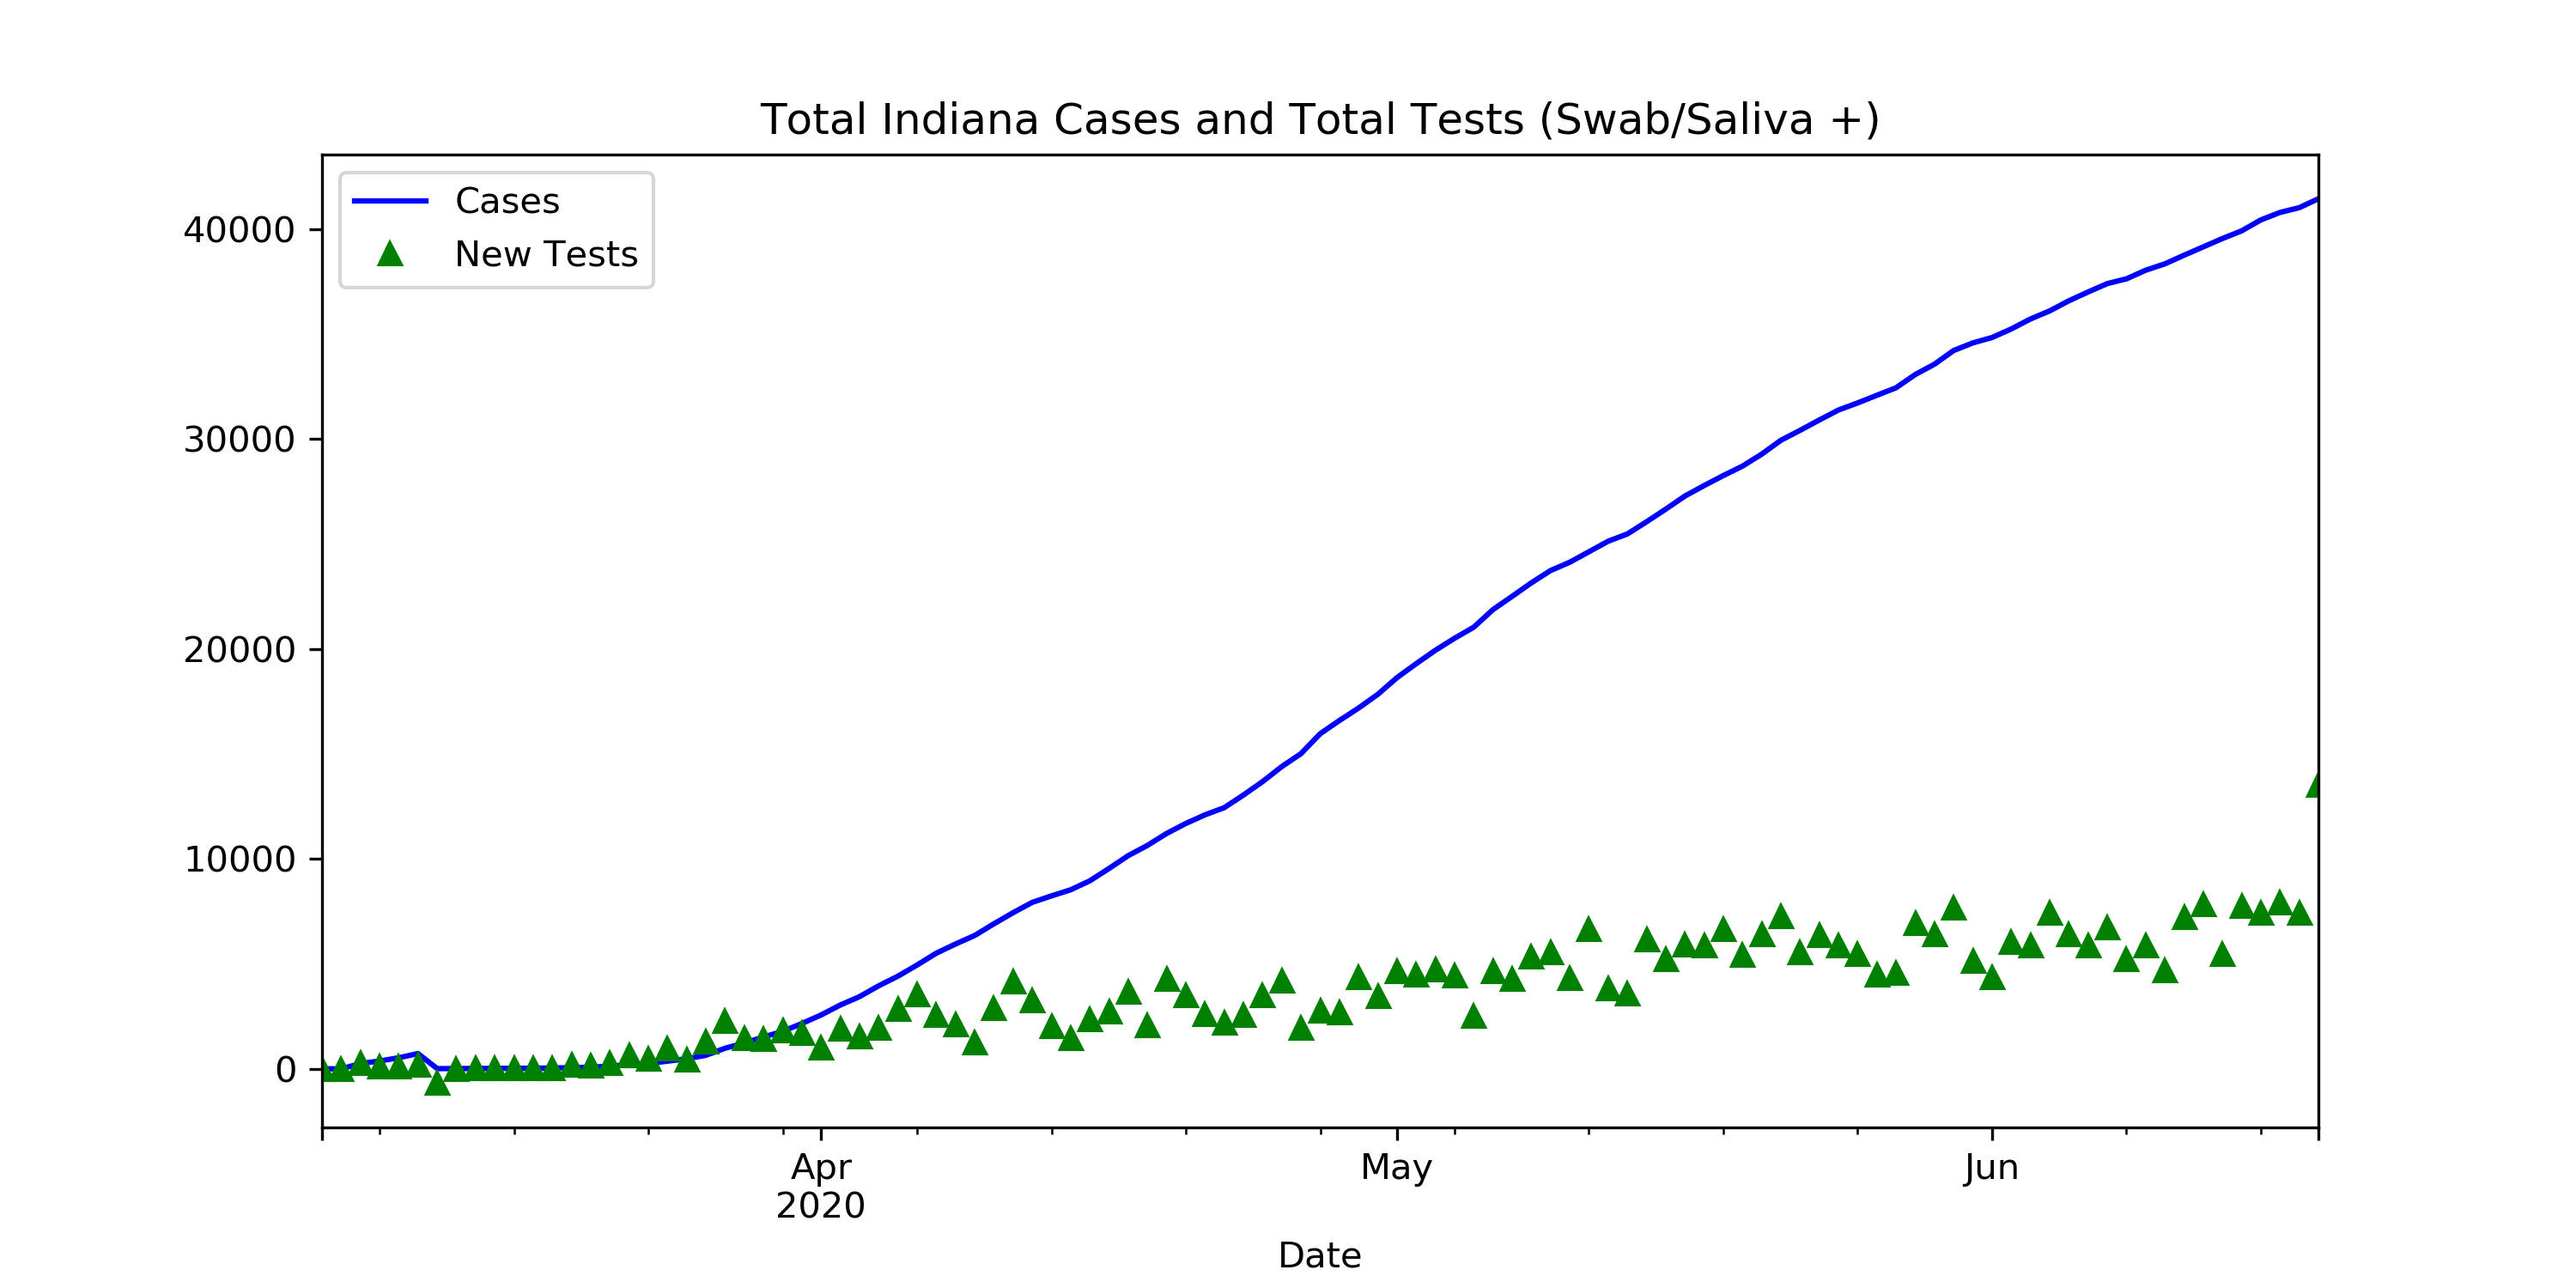 Total Indiana Cases and Total Tests (Swab/Saliva +)
Cases
New Tests
40000
30000
20000
10000
0
Apr
2020
May
Jun
Date